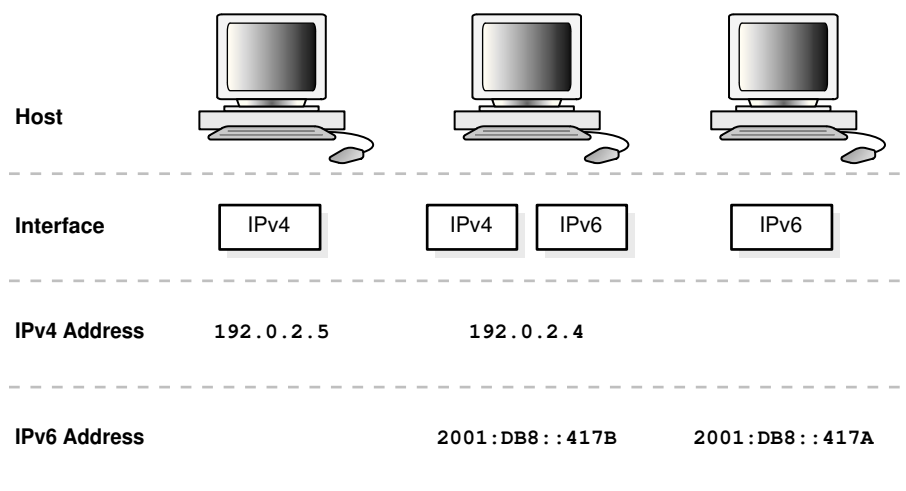 Host
Interface IPv4 IPv4 IPv6 IPv6
IPv4 Address 192.0.2.5 192.0.2.4
IPv6 Address 2001:DB8::417B 2001:DB8::417A